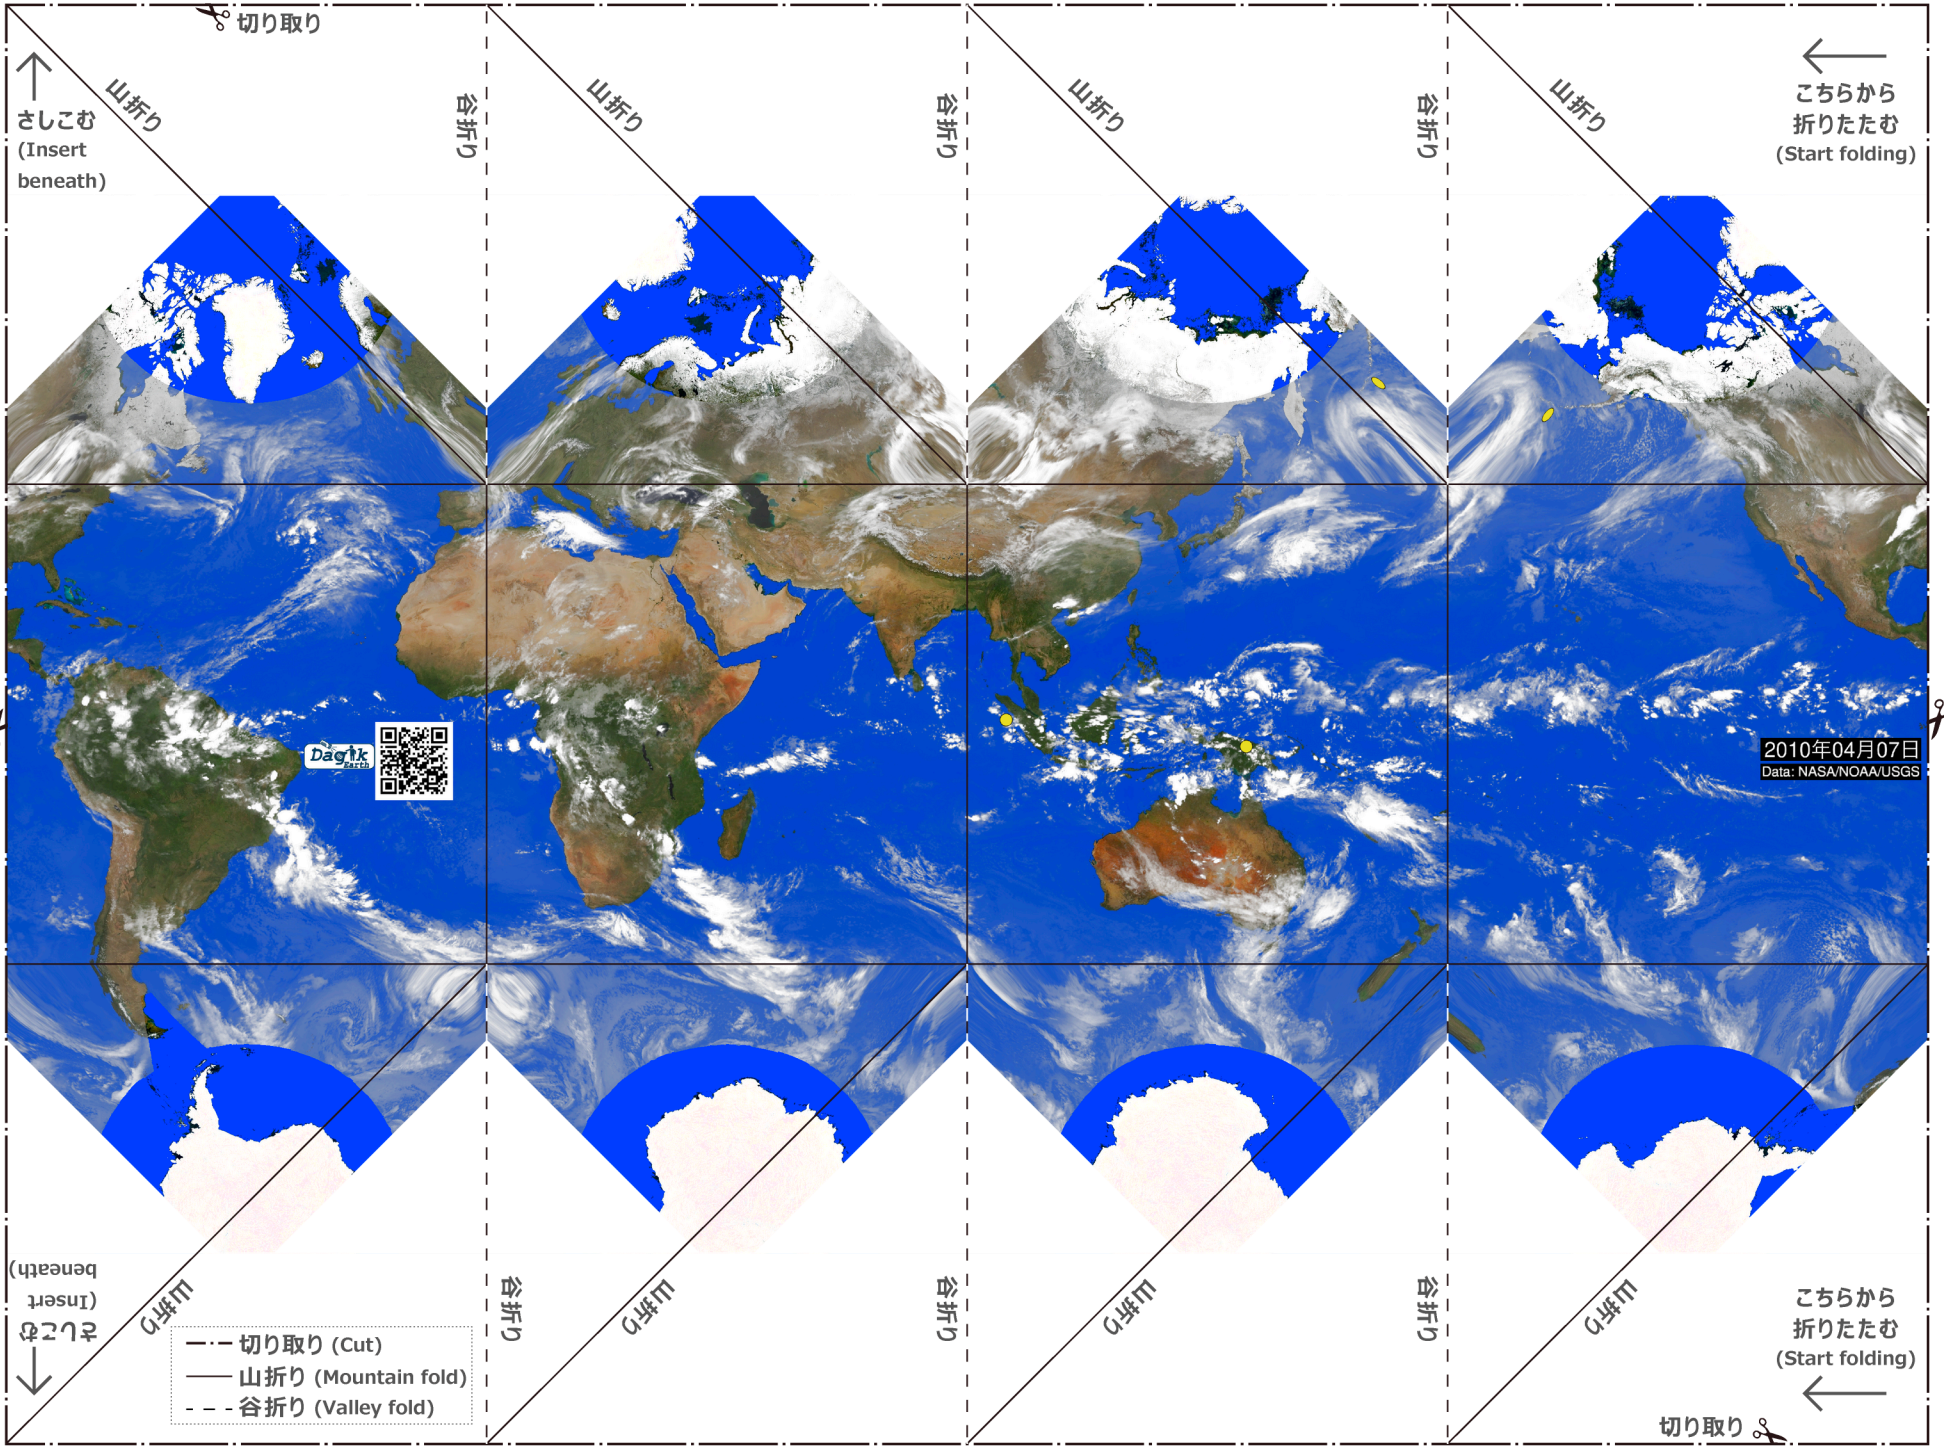 切り取り
山折り
谷折り
山折り
谷折り
山折り
谷折り
山折り
さしこむ
(Insert
beneath)
こちらから
折りたたむ
(Start folding)
Dagik
Earth
2010年04月07日
Data: NASA/NOAA/USGS
さしこむ
(Insert
beneath)
山折り
谷折り
山折り
谷折り
山折り
谷折り
山折り
こちらから
折りたたむ
(Start folding)
切り取り (Cut)
山折り (Mountain fold)
谷折り (Valley fold)
切り取り